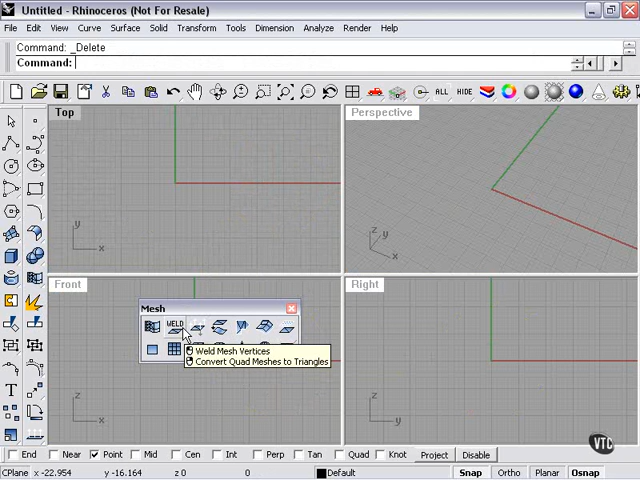 Untitled - Rhinoceros (Not For Resale)
File Edit View Curve Surface Solid Transform Tools Dimension Analyze Render Help
Command: _Delete
Command:
ALL HIDE
Top
Perspective
y
x
z
y
x
Front
Right
Mesh
WELD
Weld Mesh Vertices
Convert Quad Meshes to Triangles
T
z
x
z
y
VTC
End Near Point Mid Cen Int Perp Tan Quad Knot Project Disable
CPlane x -22.954 y -16.164 z 0 0 Default Snap Ortho Planar Osnap